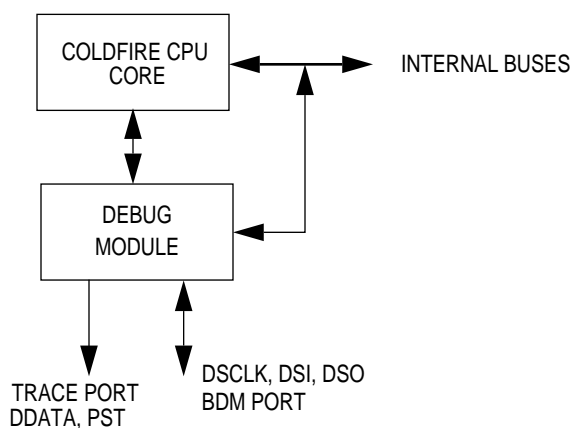 COLDFIRE CPU
CORE
INTERNAL BUSES
DEBUG
MODULE
TRACE PORT
DDATA, PST
DSCLK, DSI, DSO
BDM PORT